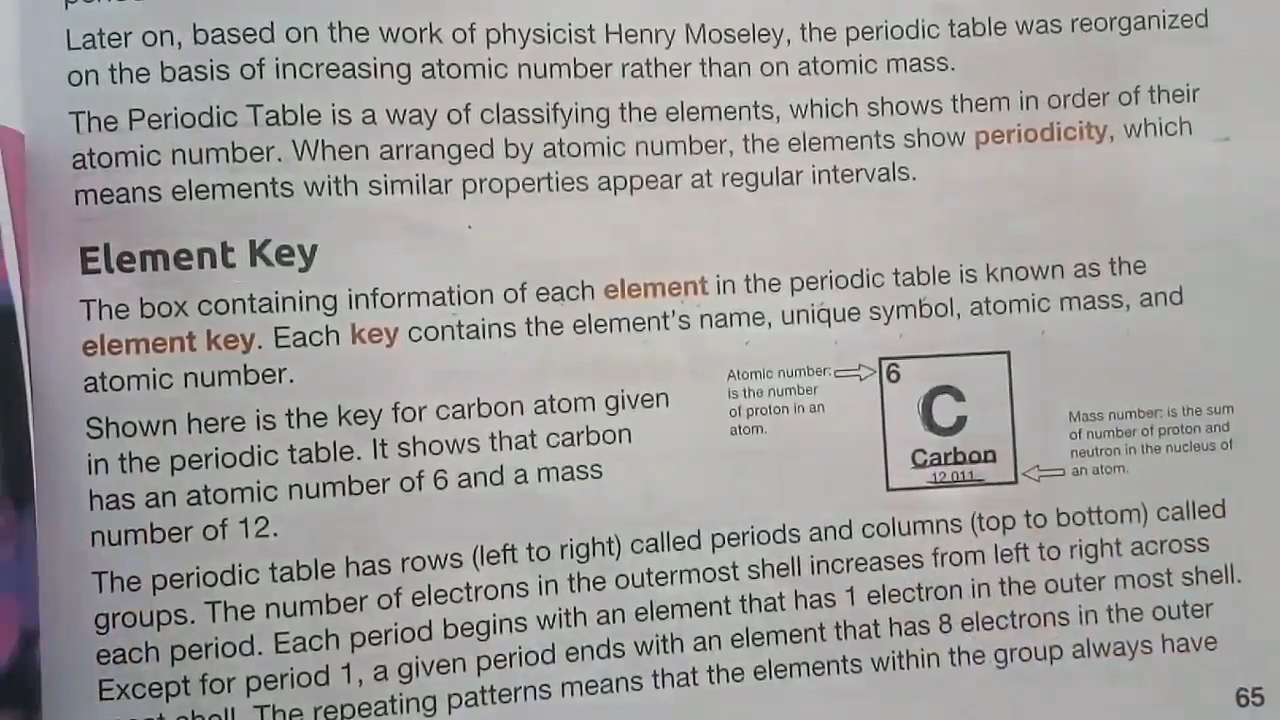 Later on, based on the work of physicist Henry Moseley, the periodic table was reorganized
on the basis of increasing atomic number rather than on atomic mass.
The Periodic Table is a way of classifying the elements, which shows them in order of their
atomic number. When arranged by atomic number, the elements show periodicity, which
means elements with similar properties appear at regular intervals.
Element Key
The box containing information of each element in the periodic table is known as the
element key. Each key contains the element's name, unique symbol, atomic mass, and
atomic number.
Shown here is the key for carbon atom given
in the periodic table. It shows that carbon
has an atomic number of 6 and a mass
number of 12.
Atomic number:
is the number
of proton in an
atom.
6
C
Carbon
12.011
Mass number: is the sum
of number of proton and
neutron in the nucleus of
an atom.
The periodic table has rows (left to right) called periods and columns (top to bottom) called
groups. The number of electrons in the outermost shell increases from left to right across
each period. Each period begins with an element that has 1 electron in the outer most shell.
Except for period 1, a given period ends with an element that has 8 electrons in the outer
shell. The repeating patterns means that the elements within the group always have
65